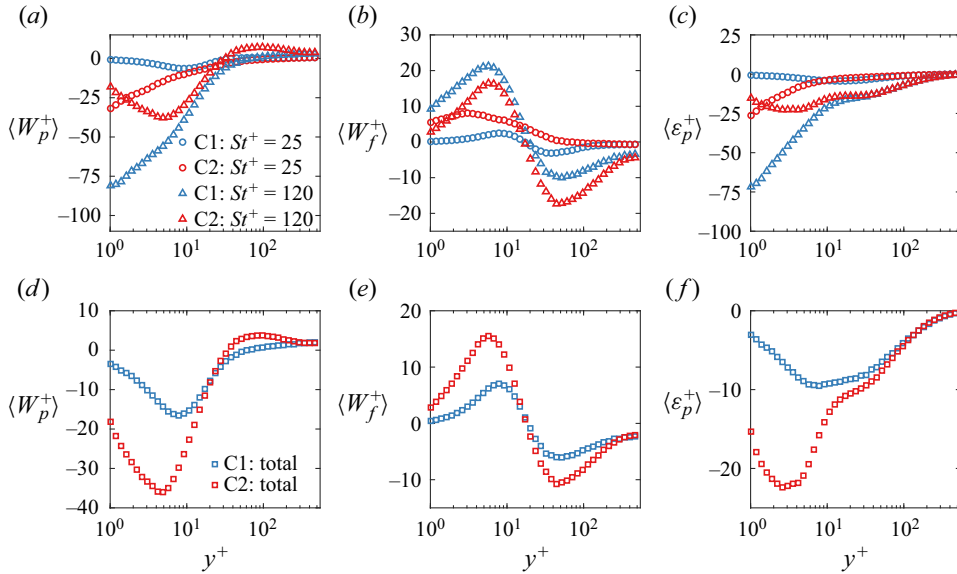 (a) (b) (c)
0
−25
−50
−75
−100
⟨W_p^+⟩
C1: St^+ = 25
C2: St^+ = 25
C1: St^+ = 120
C2: St^+ = 120
10^0 10^1 10^2
30
20
10
0
−10
−20
⟨W_f^+⟩
10^0 10^1 10^2
25
0
−25
−50
−75
−100
⟨ε_p^+⟩
10^0 10^1 10^2
(d) (e) (f)
10
0
−10
−20
−30
−40
⟨W_p^+⟩
C1: total
C2: total
10^0 10^1 10^2
y^+
20
10
0
−10
⟨W_f^+⟩
10^0 10^1 10^2
y^+
0
−10
−20
⟨ε_p^+⟩
10^0 10^1 10^2
y^+